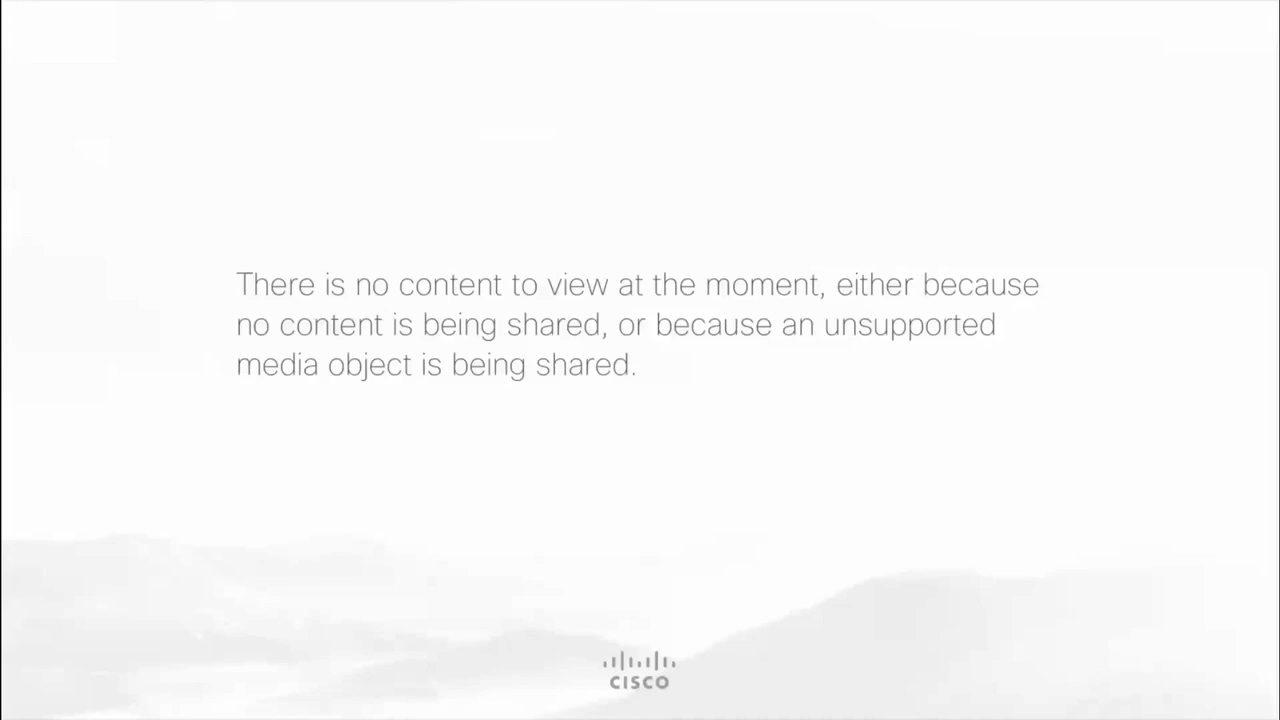 There is no content to view at the moment, either because
no content is being shared, or because an unsupported
media object is being shared.
CISCO